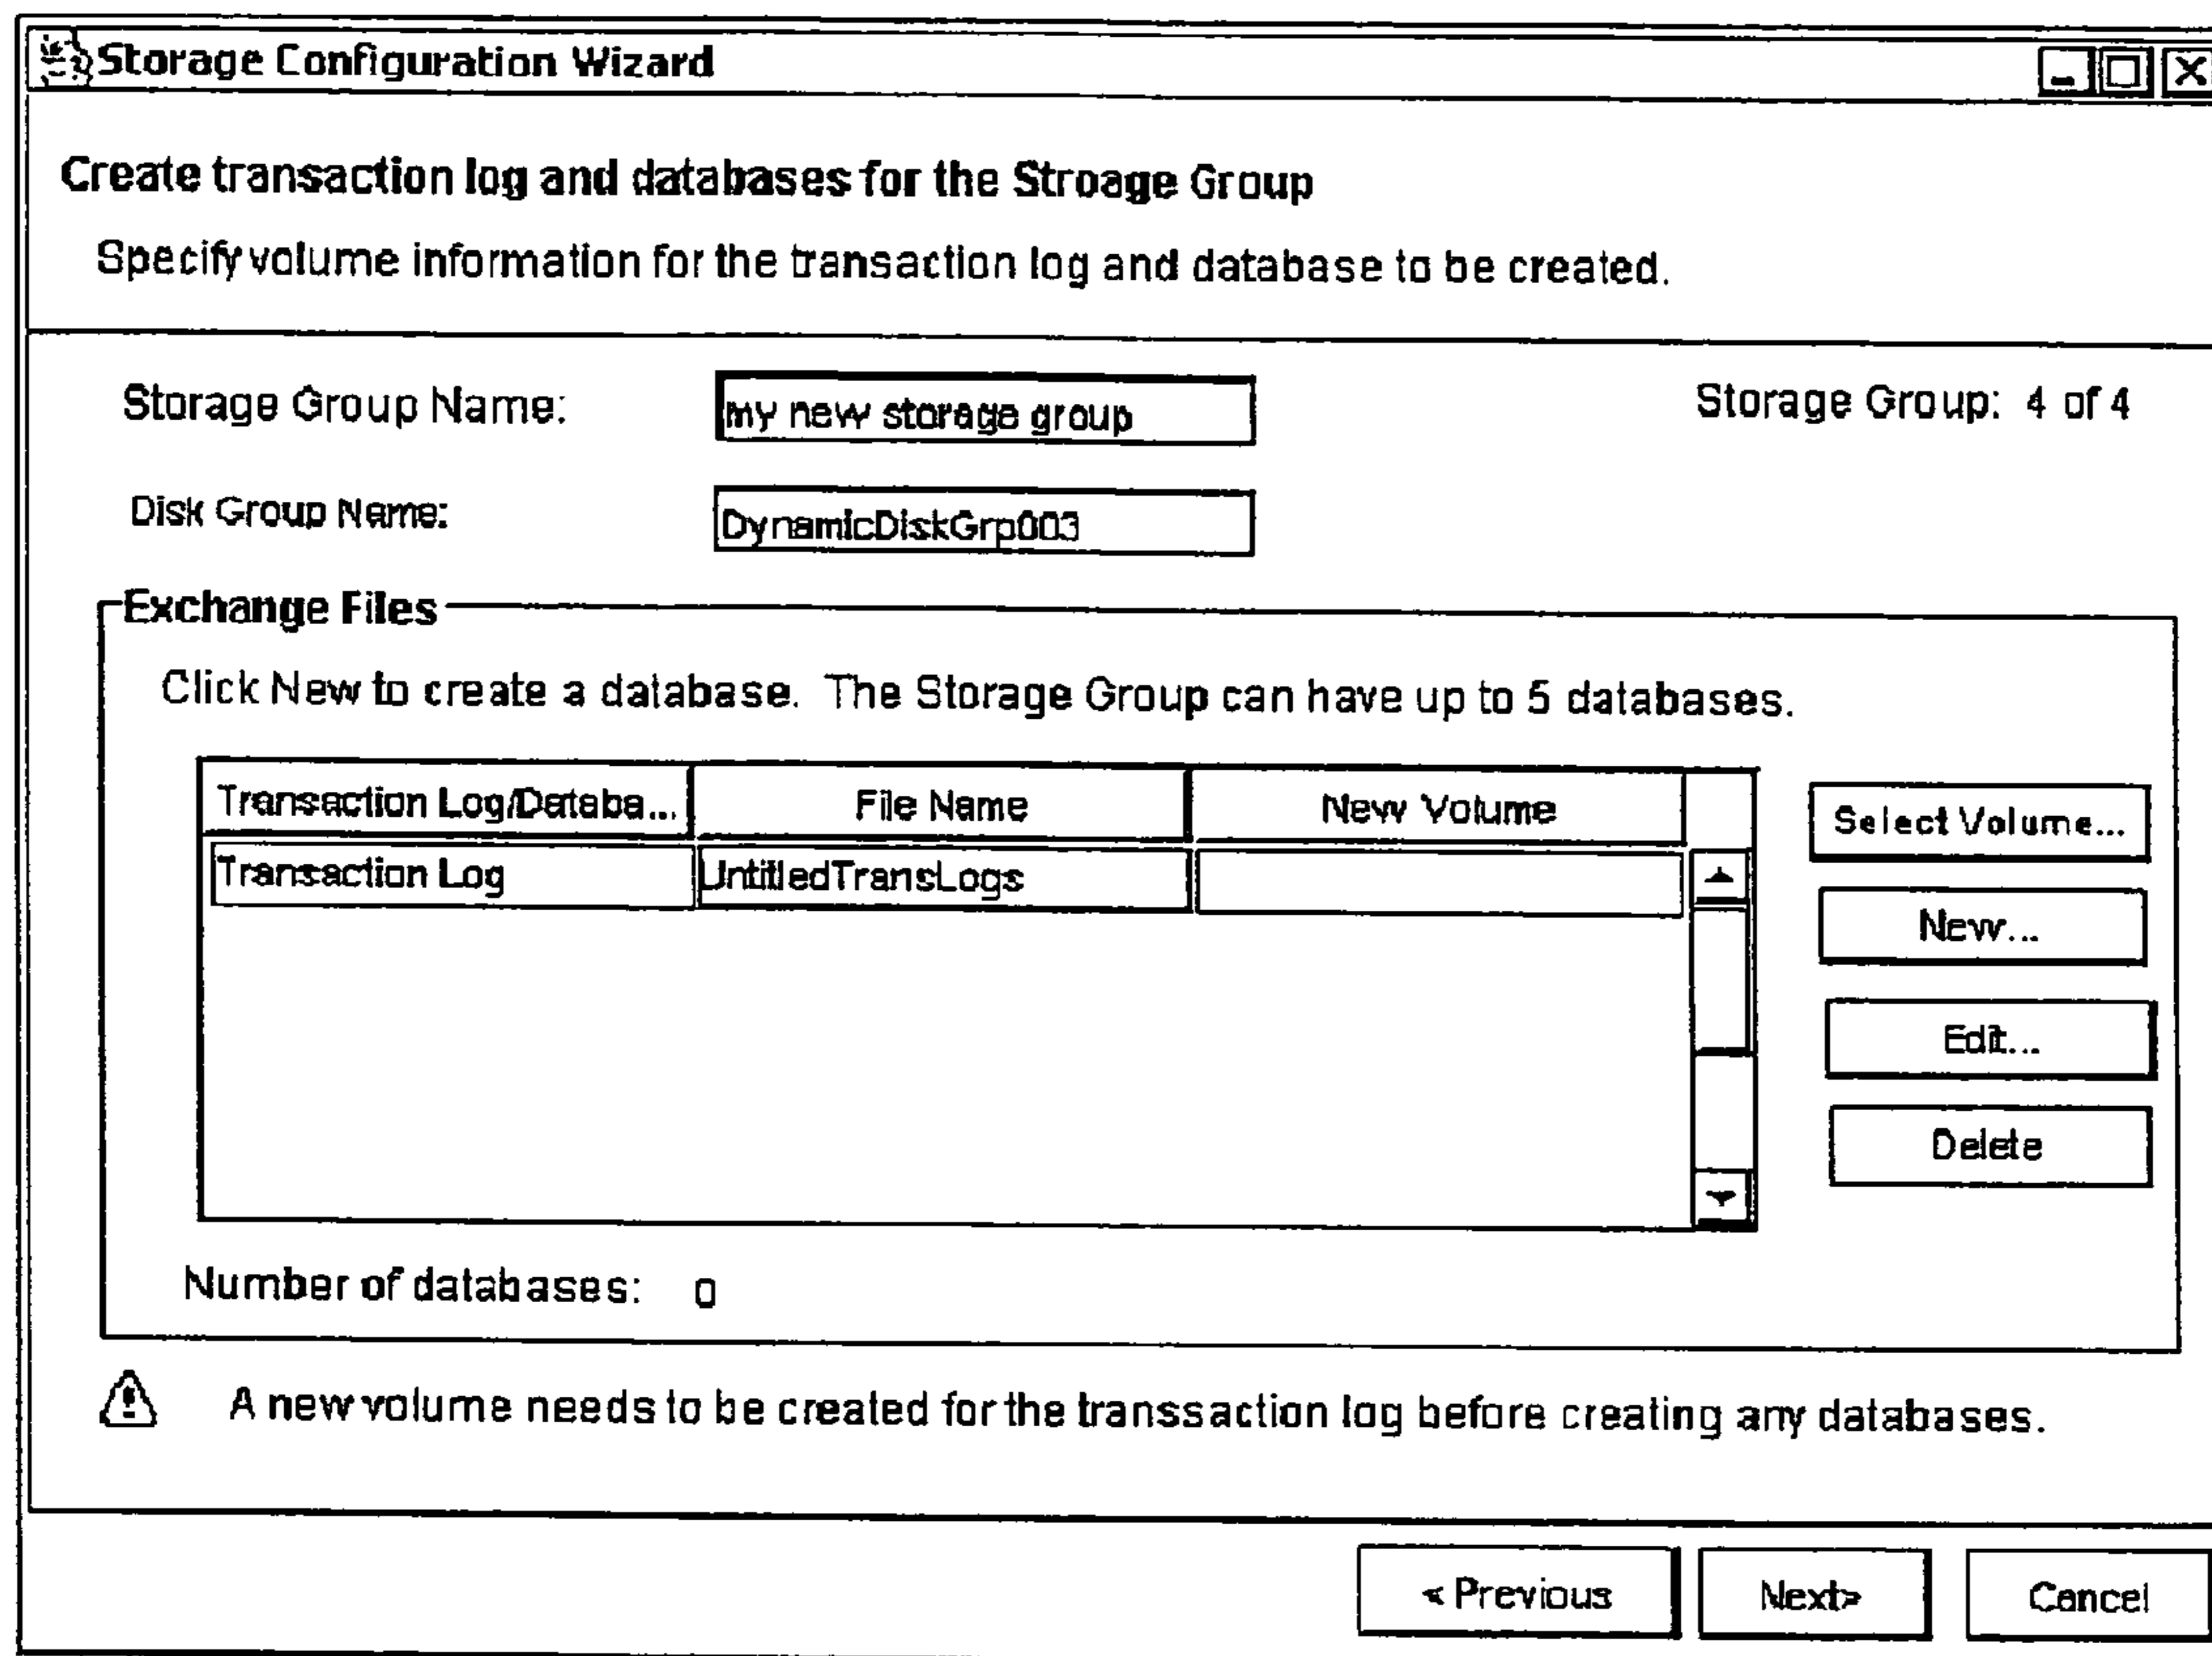 Storage Configuration Wizard
Create transaction log and databases for the Stroage Group
Specify volume information for the transaction log and database to be created.
Storage Group Name:
my new storage group
Storage Group: 4 of 4
Disk Group Name:
DynamicDiskGrp003
Exchange Files
Click New to create a database. The Storage Group can have up to 5 databases.
Transaction Log/Databa... File Name New Volume
Transaction Log UntitledTransLogs
Select Volume...
New...
Edit...
Delete
Number of databases: 0
A new volume needs to be created for the transsaction log before creating any databases.
< Previous Next> Cancel